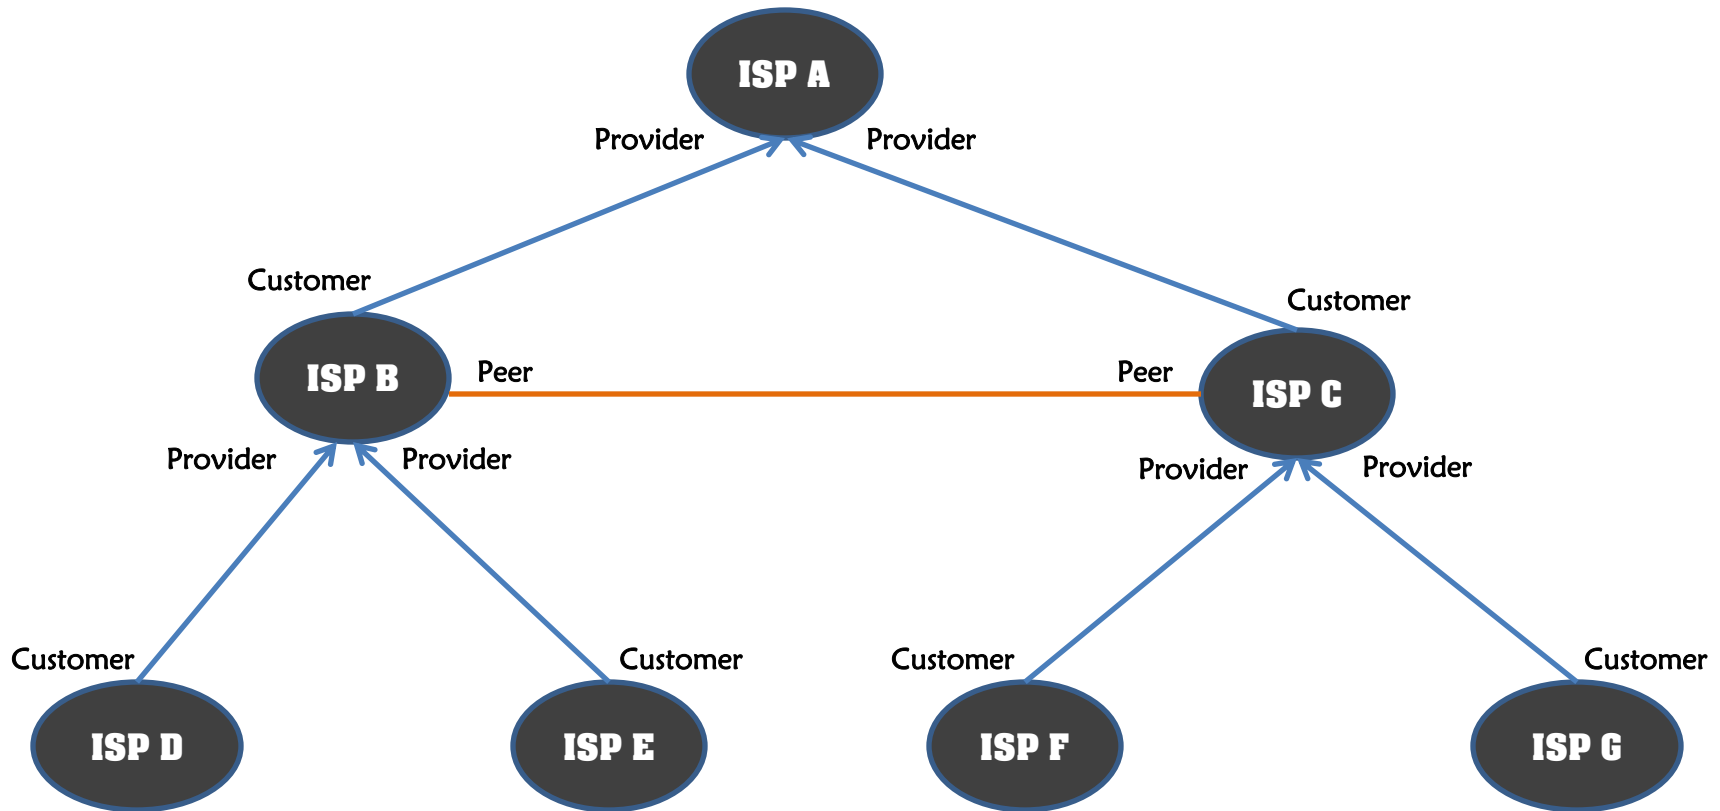 ISP A
Provider
Provider
Customer
Customer
ISP B
Peer
Peer
ISP C
Provider
Provider
Provider
Provider
Customer
Customer
Customer
Customer
ISP D
ISP E
ISP F
ISP G